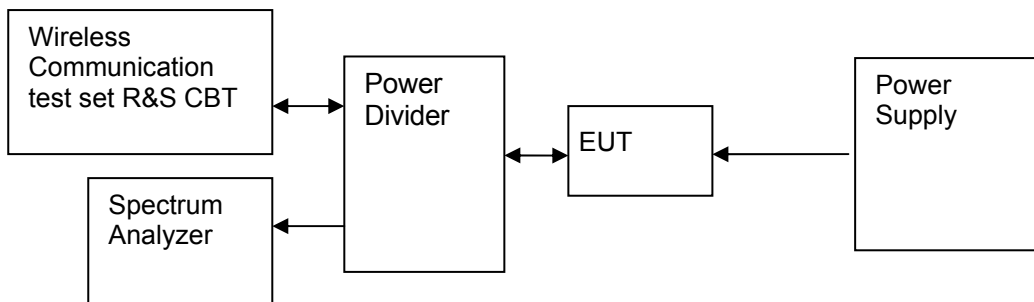 Wireless
Communication
test set R&S CBT
Power
Divider
Spectrum
Analyzer
EUT
Power
Supply